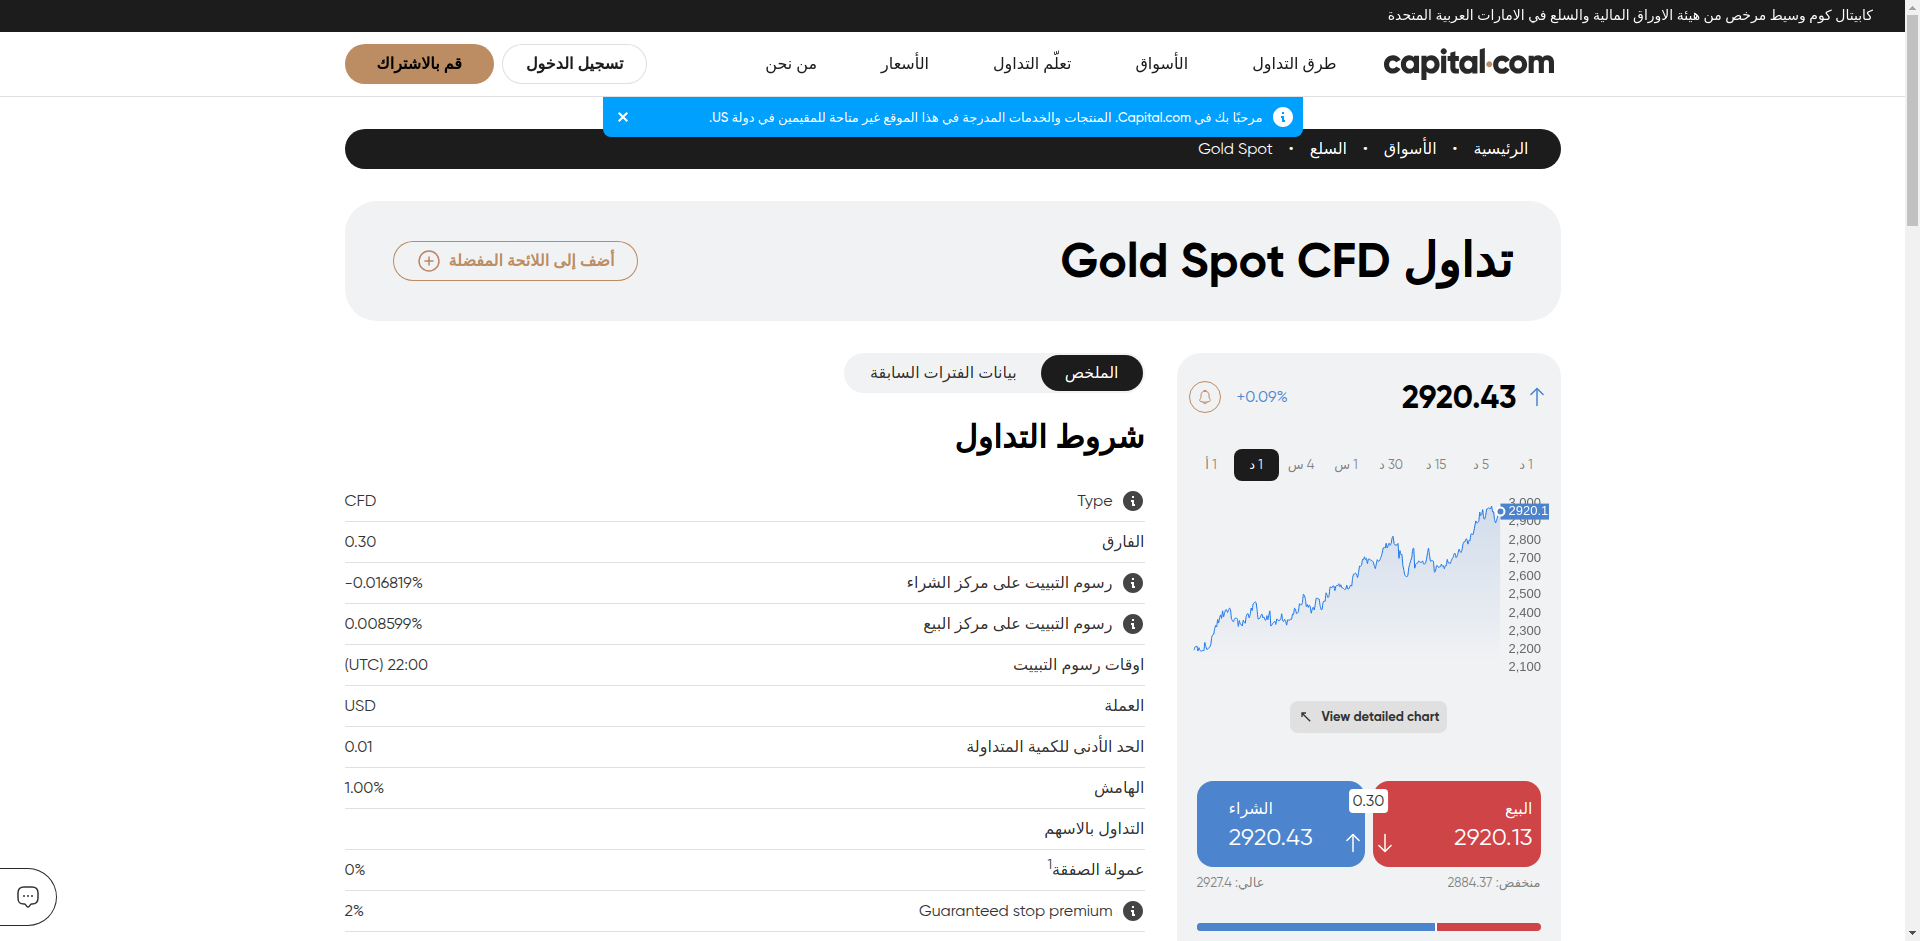 كابيتال كوم وسيط مرخص من هيئة الاوراق المالية والسلع في الامارات العربية المتحدة
capital.com
طرق التداول
الأسواق
تعلّم التداول
الأسعار
من نحن
تسجيل الدخول
قم بالاشتراك
مرحبًا بك في Capital.com. المنتجات والخدمات المدرجة في هذا الموقع غير متاحة للمقيمين في دولة US.
الرئيسية • الأسواق • السلع • Gold Spot
تداول Gold Spot CFD
أضف إلى اللائحة المفضلة
2920.43
+0.09%
1 د
5 د
15 د
30 د
1 س
4 س
1 د
1 أ
3,000
2920.1
2,900
2,800
2,700
2,600
2,500
2,400
2,300
2,200
2,100
View detailed chart
البيع
2920.13
0.30
الشراء
2920.43
منخفض: 2884.37
عالي: 2927.4
الملخص
بيانات الفترات السابقة
شروط التداول
Type CFD
الفارق 0.30
رسوم التبييت على مركز الشراء -0.016819%
رسوم التبييت على مركز البيع 0.008599%
اوقات رسوم التبييت 22:00 (UTC)
العملة USD
الحد الأدنى للكمية المتداولة 0.01
الهامش 1.00%
التداول بالاسهم
عمولة الصفقة1 0%
Guaranteed stop premium 2%